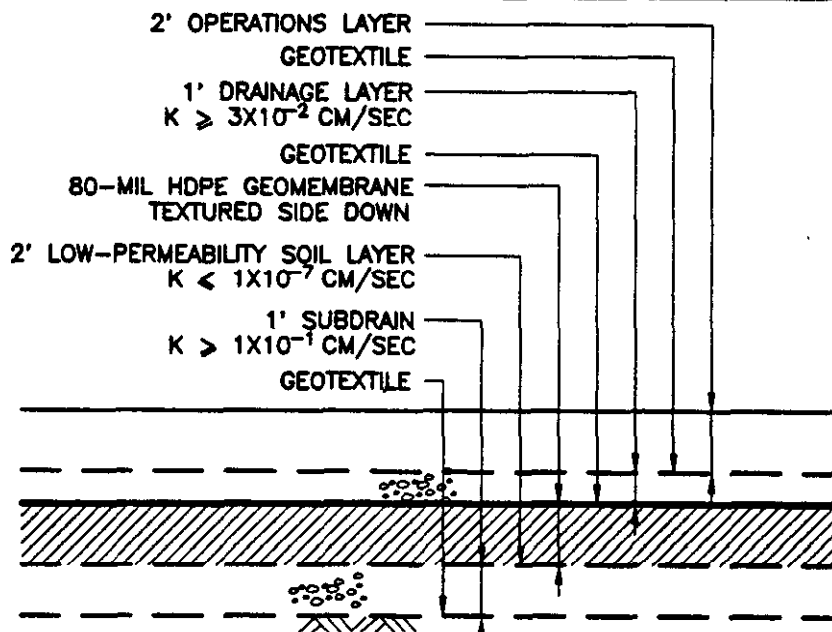 2' OPERATIONS LAYER
GEOTEXTILE
1' DRAINAGE LAYER
K ⩾ 3X10⁻² CM/SEC
GEOTEXTILE
80-MIL HDPE GEOMEMBRANE
TEXTURED SIDE DOWN
2' LOW-PERMEABILITY SOIL LAYER
K < 1X10⁻⁷ CM/SEC
1' SUBDRAIN
K > 1X10⁻¹ CM/SEC
GEOTEXTILE